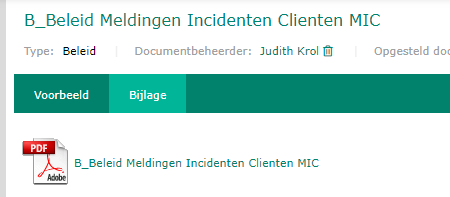 B_Beleid Meldingen Incidenten Clienten MIC
Type: Beleid Documentbeheerder: Judith Krol Opgesteld doc
Voorbeeld Bijlage
PDF
Adobe
B_Beleid Meldingen Incidenten Clienten MIC